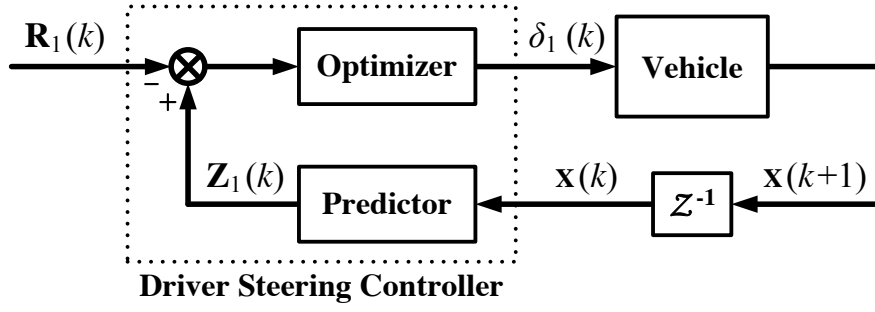 R₁(k)
−
+
Optimizer
δ₁(k)
Vehicle
Z₁(k)
Predictor
x(k)
Z⁻¹
x(k+1)
Driver Steering Controller